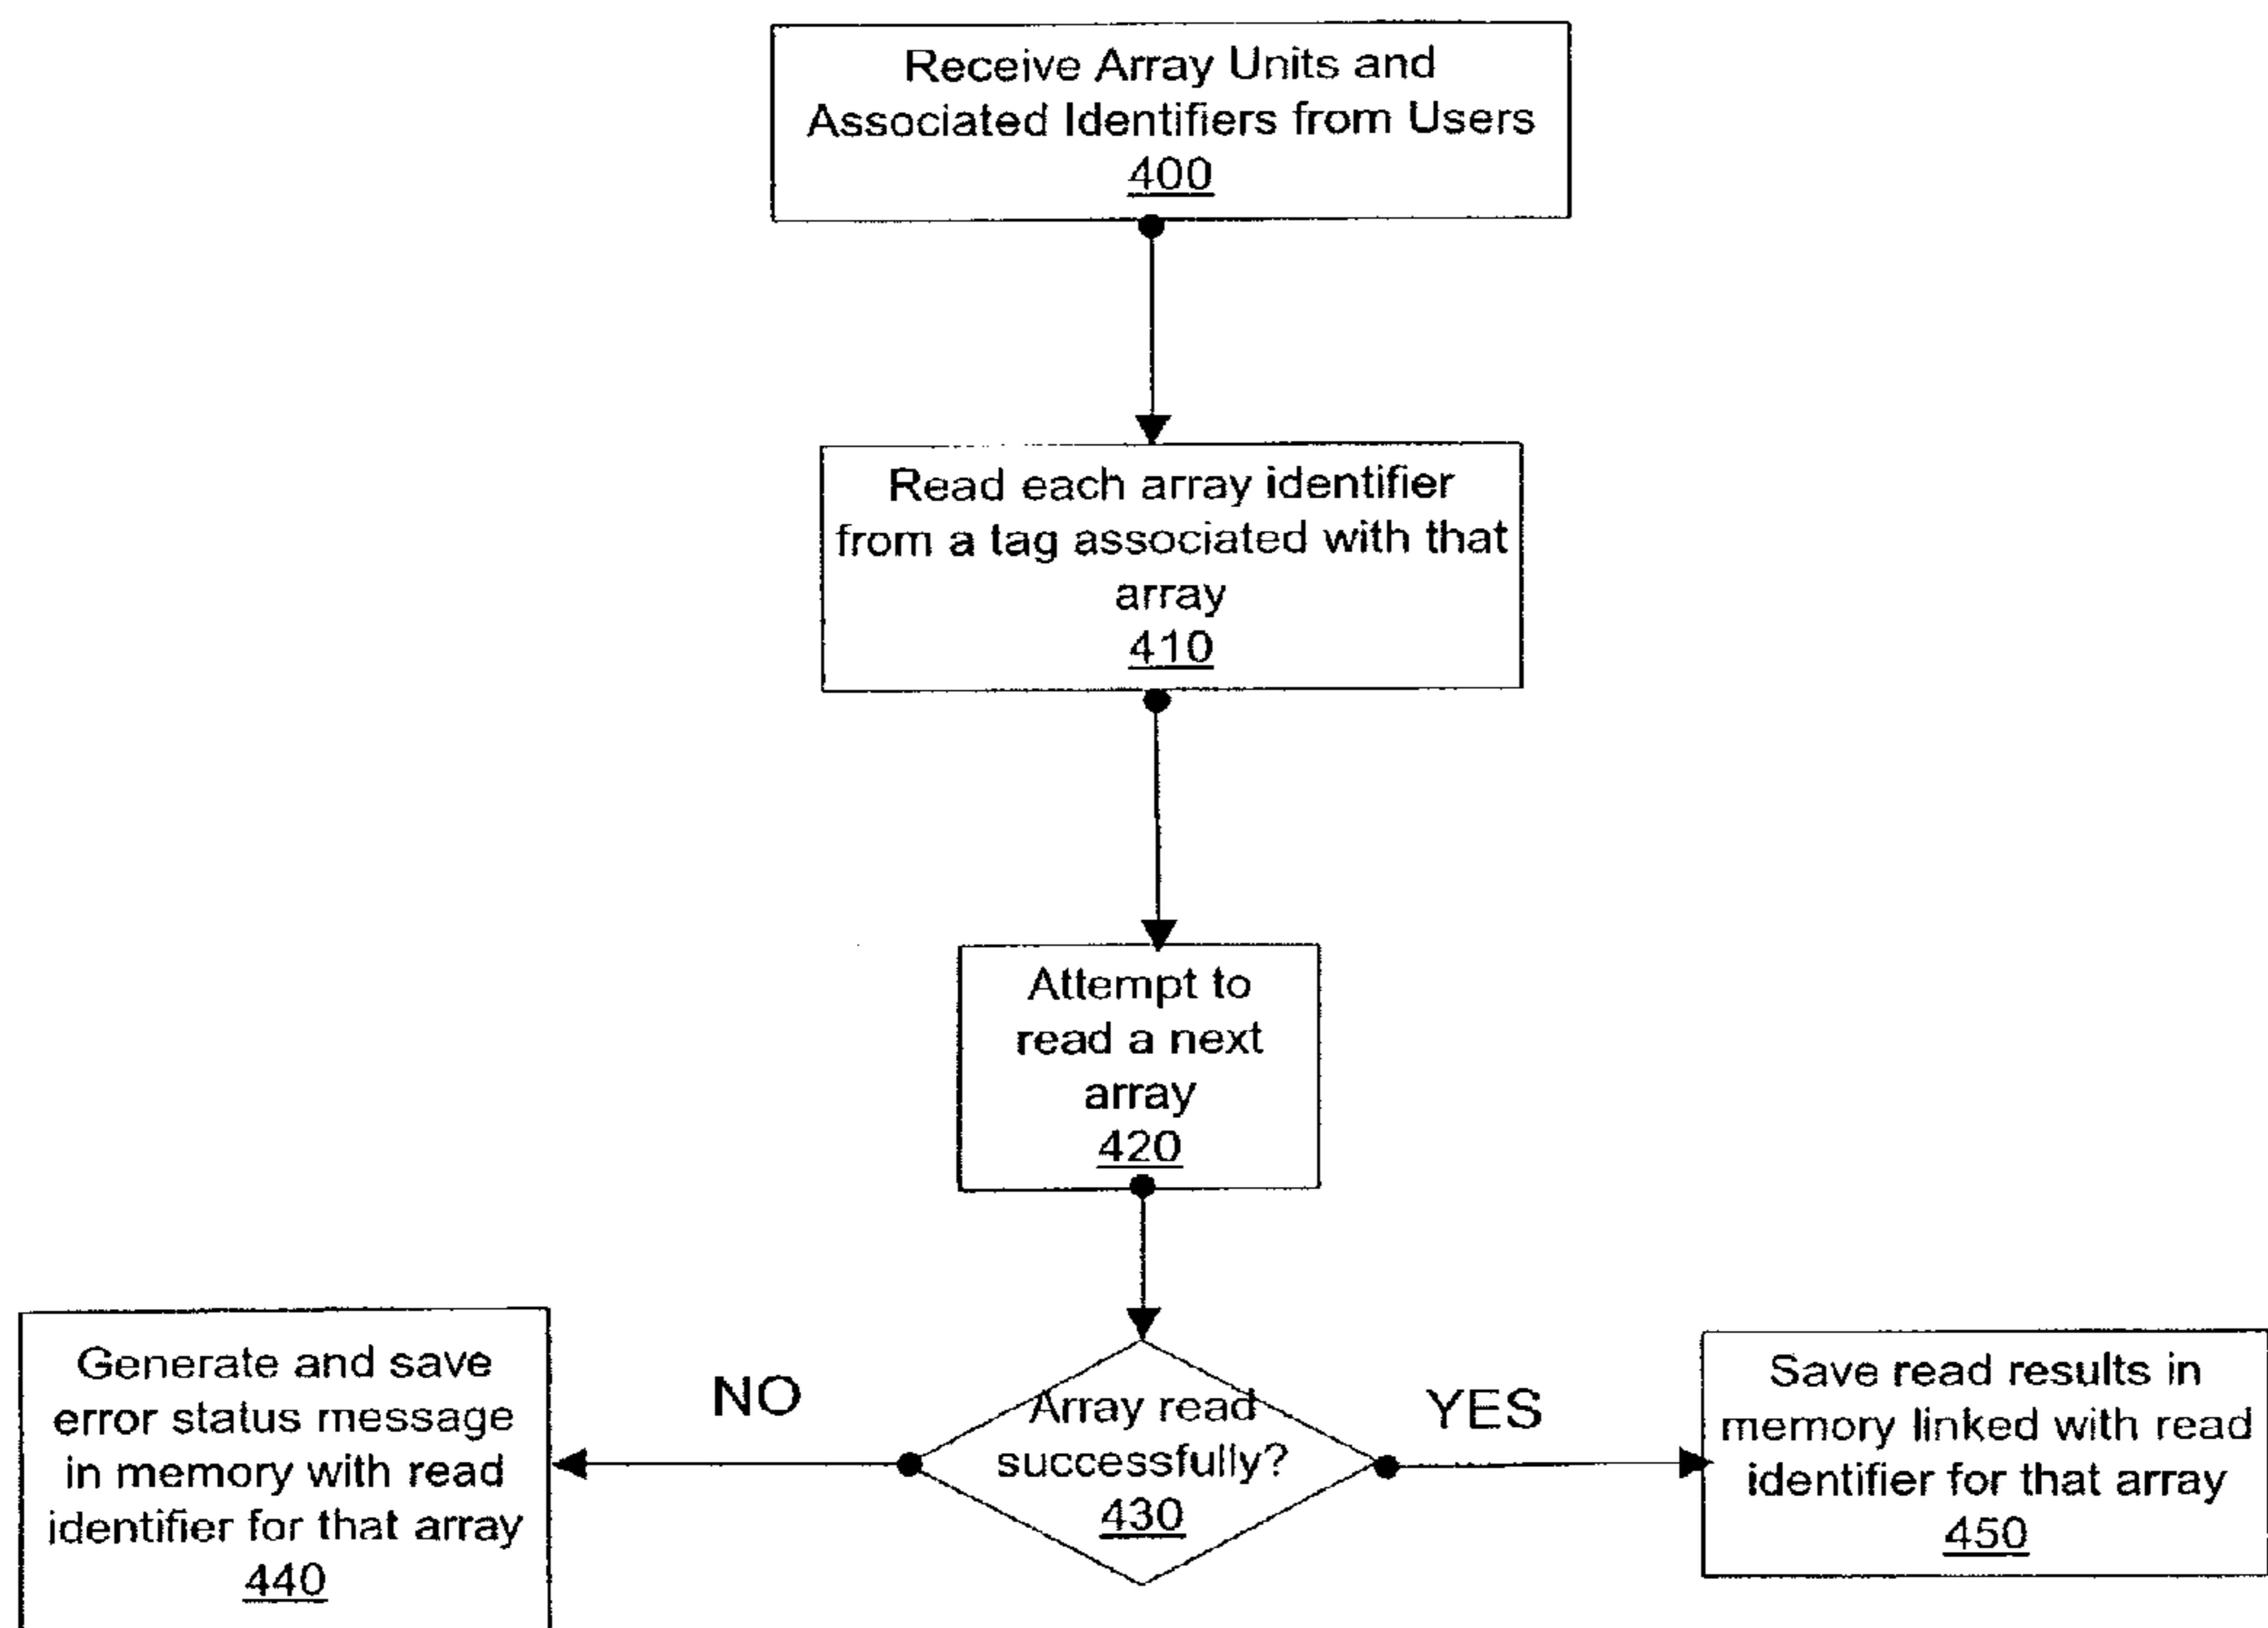 Receive Array Units and
Associated Identifiers from Users
400
Read each array identifier
from a tag associated with that
array
410
Attempt to
read a next
array
420
Array read
successfully?
430
NO
YES
Generate and save
error status message
in memory with read
identifier for that array
440
Save read results in
memory linked with read
identifier for that array
450